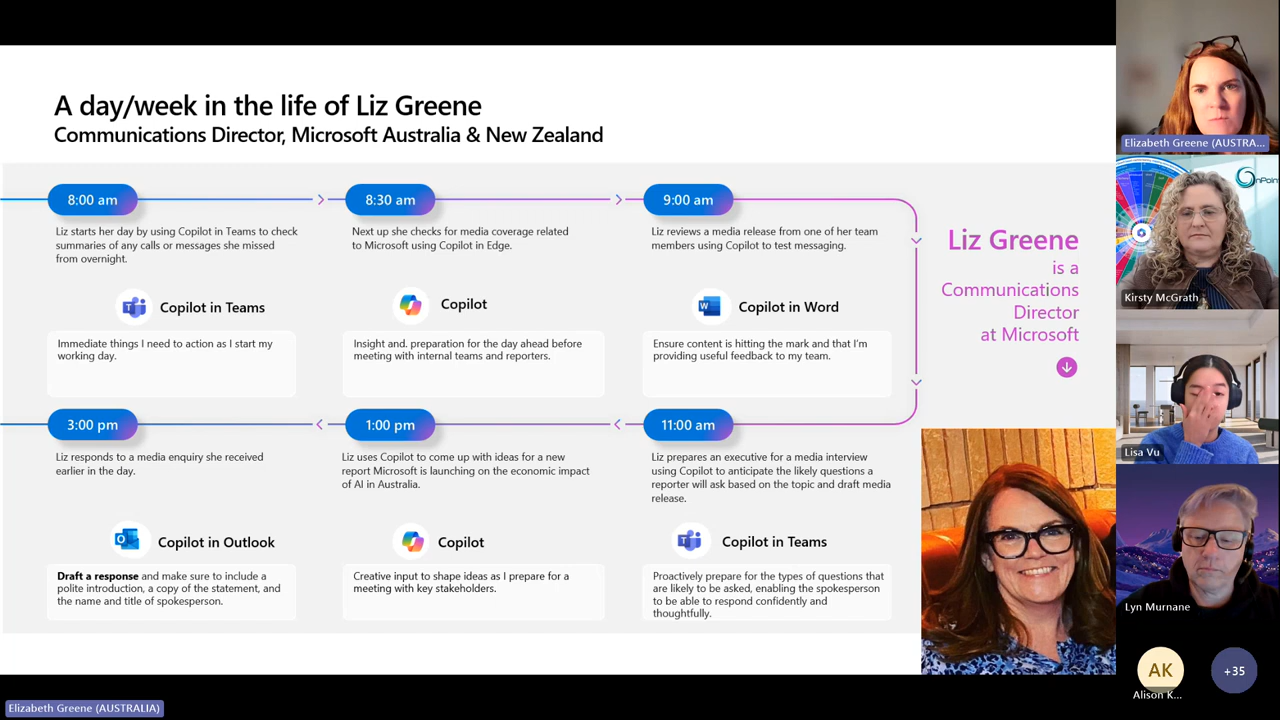 A day/week in the life of Liz Greene
Communications Director, Microsoft Australia & New Zealand
8:00 am
Liz starts her day by using Copilot in Teams to check
summaries of any calls or messages she missed
from overnight.
Copilot in Teams
Immediate things I need to action as I start my
working day.
8:30 am
Next up she checks for media coverage related
to Microsoft using Copilot in Edge.
Copilot
Insight and. preparation for the day ahead before
meeting with internal teams and reporters.
9:00 am
Liz reviews a media release from one of her team
members using Copilot to test messaging.
Copilot in Word
Ensure content is hitting the mark and that I'm
providing useful feedback to my team.
Liz Greene
is a
Communications
Director
at Microsoft
11:00 am
Liz prepares an executive for a media interview
using Copilot to anticipate the likely questions a
reporter will ask based on the topic and draft media
release.
Copilot in Teams
Proactively prepare for the types of questions that
are likely to be asked, enabling the spokesperson
to be able to respond confidently and
thoughtfully.
1:00 pm
Liz uses Copilot to come up with ideas for a new
report Microsoft is launching on the economic impact
of AI in Australia.
Copilot
Creative input to shape ideas as I prepare for a
meeting with key stakeholders.
3:00 pm
Liz responds to a media enquiry she received
earlier in the day.
Copilot in Outlook
Draft a response and make sure to include a
polite introduction, a copy of the statement, and
the name and title of spokesperson.
Elizabeth Greene (AUSTRA...
Kirsty McGrath
Lisa Vu
Lyn Murnane
AK
Alison K...
+35
Elizabeth Greene (AUSTRALIA)